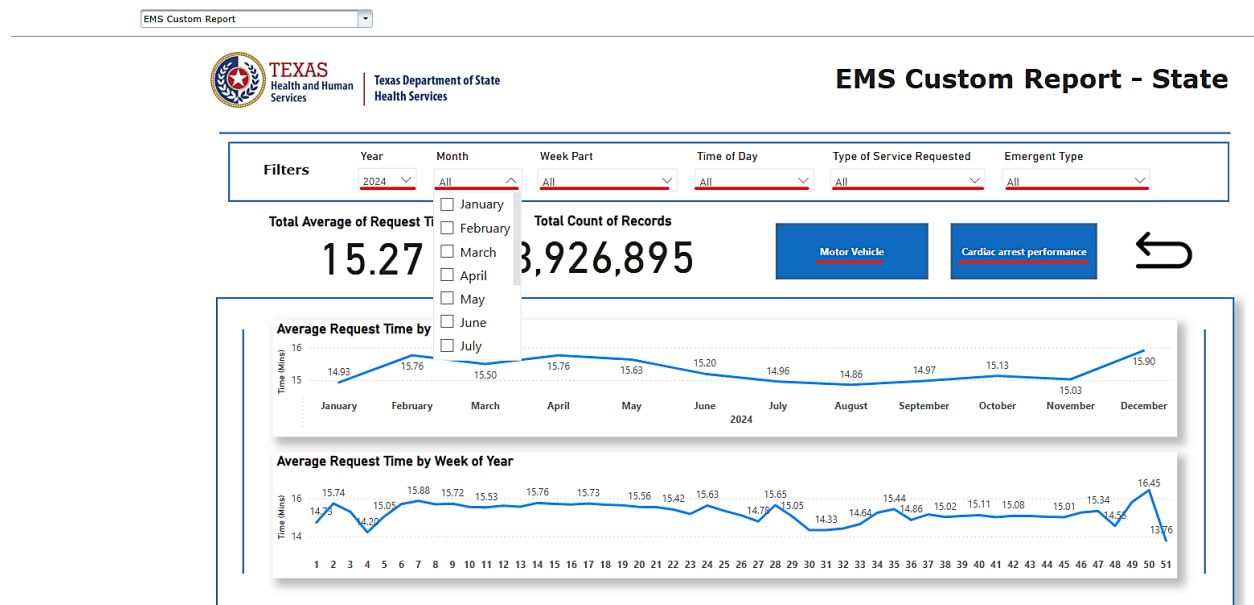 EMS Custom Report
TEXAS
Health and Human
Services
Texas Department of State
Health Services
EMS Custom Report - State
Filters
Year
Month
Week Part
Time of Day
Type of Service Requested
Emergent Type
2024
All
All
All
All
All
January
February
March
April
May
June
July
Total Average of Request Ti
15.27
Total Count of Records
3,926,895
Motor Vehicle
Cardiac arrest performance
Average Request Time by
Time (Mins)
16
15
14.93
15.76
15.50
15.76
15.63
15.20
14.96
14.86
14.97
15.13
15.03
15.90
January February March April May June July August September October November December
2024
Average Request Time by Week of Year
Time (Mins)
16
14
14.73
15.74
14.20
15.05
15.88
15.72
15.53
15.76
15.73
15.56
15.42
15.63
14.78
15.65
15.05
14.33
14.64
15.44
14.86
15.02
15.11
15.08
15.01
15.34
14.55
16.45
13.76
1 2 3 4 5 6 7 8 9 10 11 12 13 14 15 16 17 18 19 20 21 22 23 24 25 26 27 28 29 30 31 32 33 34 35 36 37 38 39 40 41 42 43 44 45 46 47 48 49 50 51